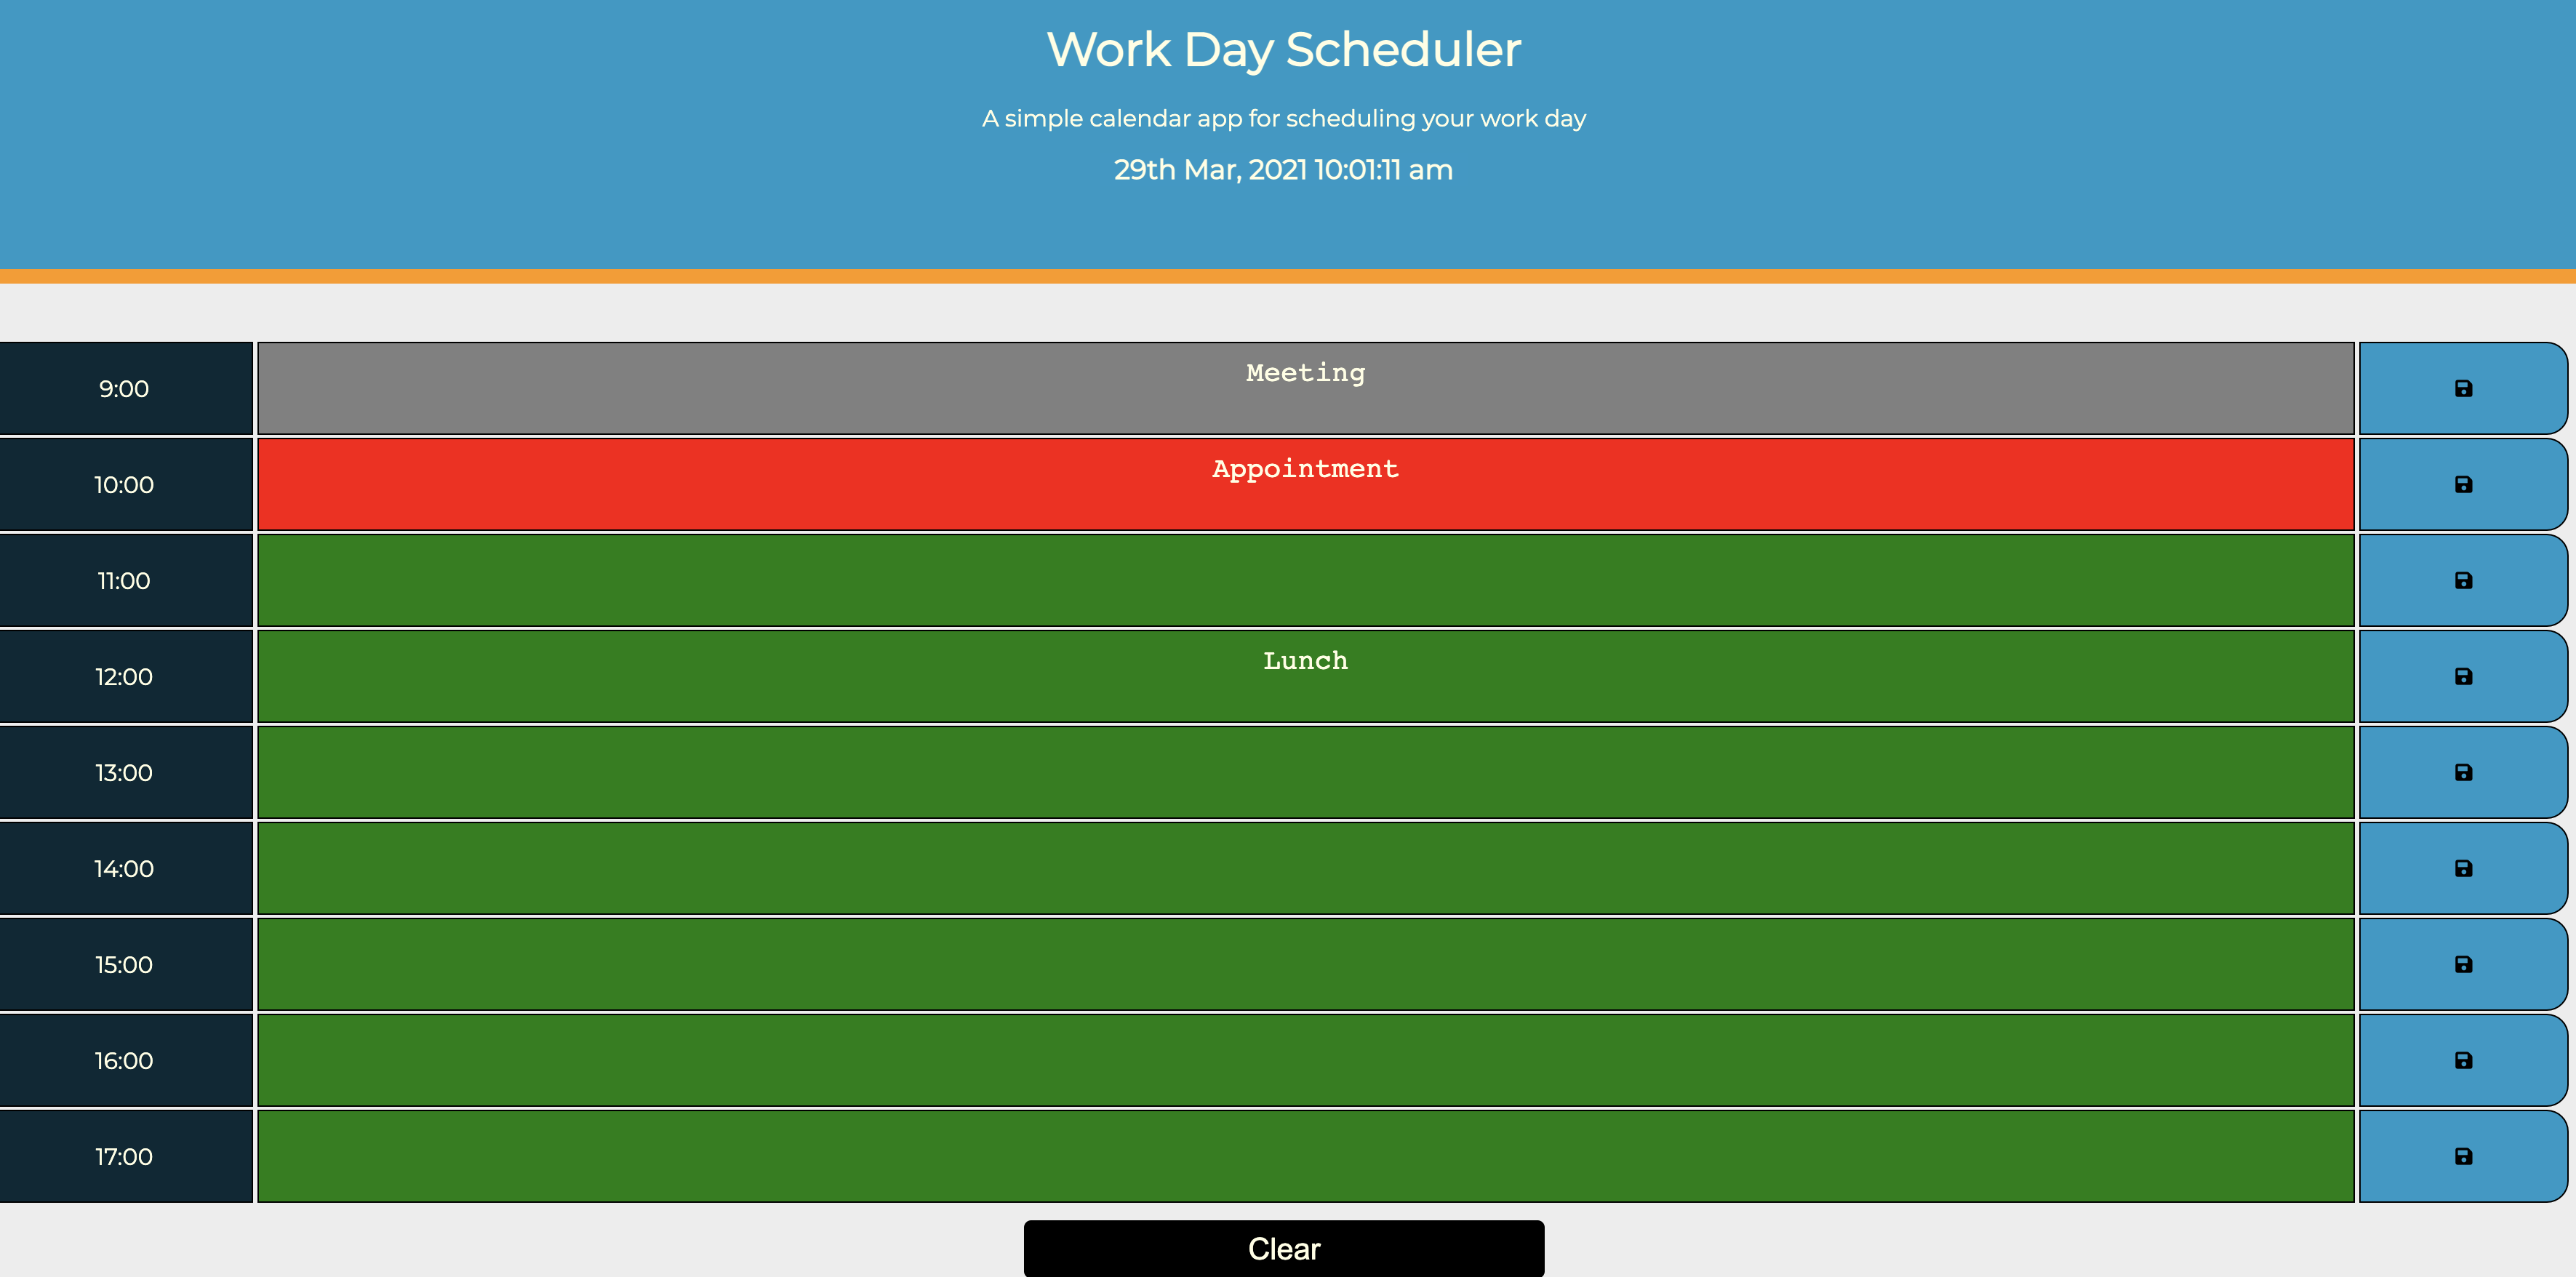 Work Day Scheduler
A simple calendar app for scheduling your work day
29th Mar, 2021 10:01:11 am
9:00 Meeting
10:00 Appointment
11:00
12:00 Lunch
13:00
14:00
15:00
16:00
17:00
Clear